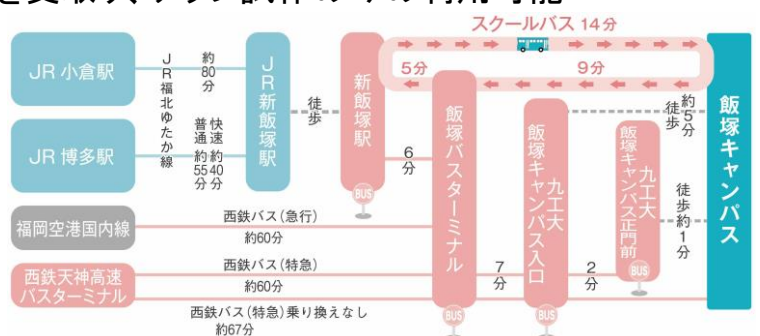 スクールバス 14分
5分
9分
JR 小倉駅
約80分
JR福北ゆたか線
JR 博多駅
普通 約55分
快速 約40分
JR新飯塚駅
徒歩
新飯塚駅
BUS
6分
飯塚バスターミナル
BUS
福岡空港国内線
西鉄バス(急行)
約60分
西鉄天神高速
バスターミナル
西鉄バス(特急)
約60分
西鉄バス(特急)乗り換えなし
約67分
7分
九工大
飯塚キャンパス入口
BUS
徒歩
約5分
2分
九工大
飯塚キャンパス正門前
BUS
徒歩約1分
飯塚キャンパス